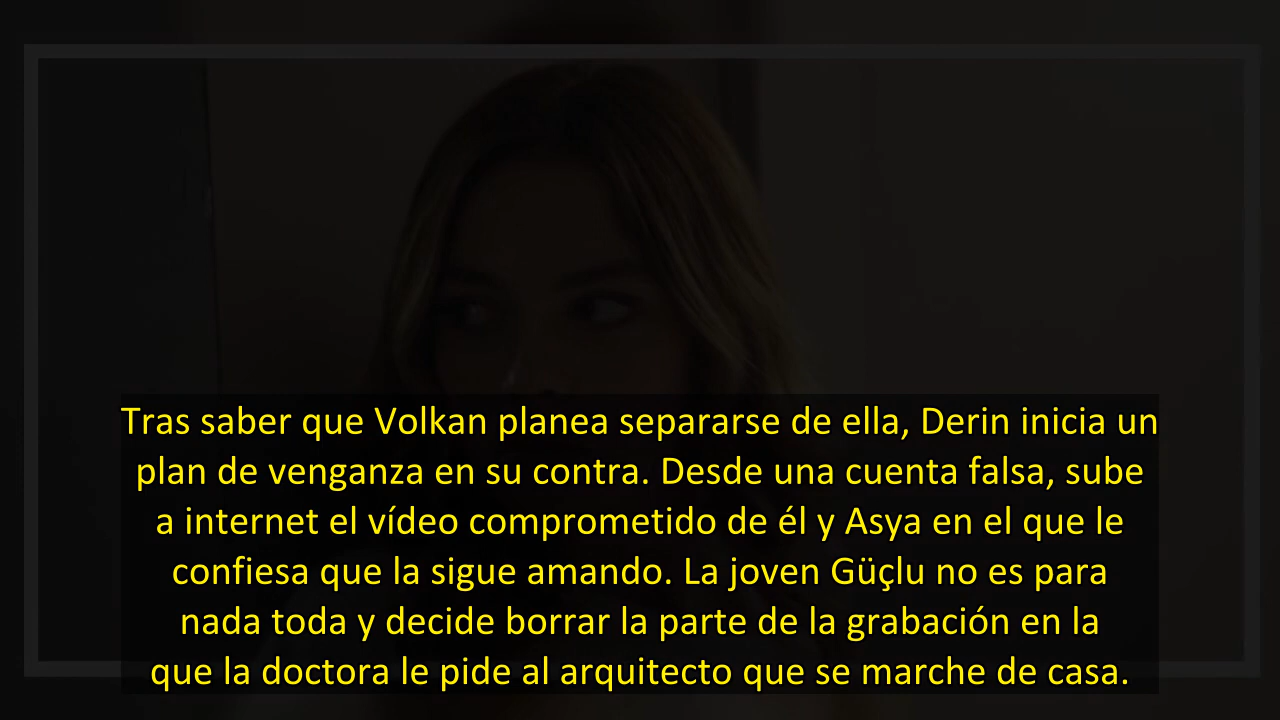 Tras saber que Volkan planea separarse de ella, Derin inicia un
plan de venganza en su contra. Desde una cuenta falsa, sube
a internet el vídeo comprometido de él y Asya en el que le
confiesa que la sigue amando. La joven Güçlu no es para
nada toda y decide borrar la parte de la grabación en la
que la doctora le pide al arquitecto que se marche de casa.